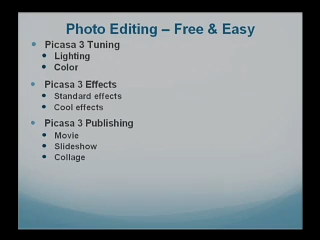 Photo Editing – Free & Easy
Picasa 3 Tuning
Lighting
Color
Picasa 3 Effects
Standard effects
Cool effects
Picasa 3 Publishing
Movie
Slideshow
Collage